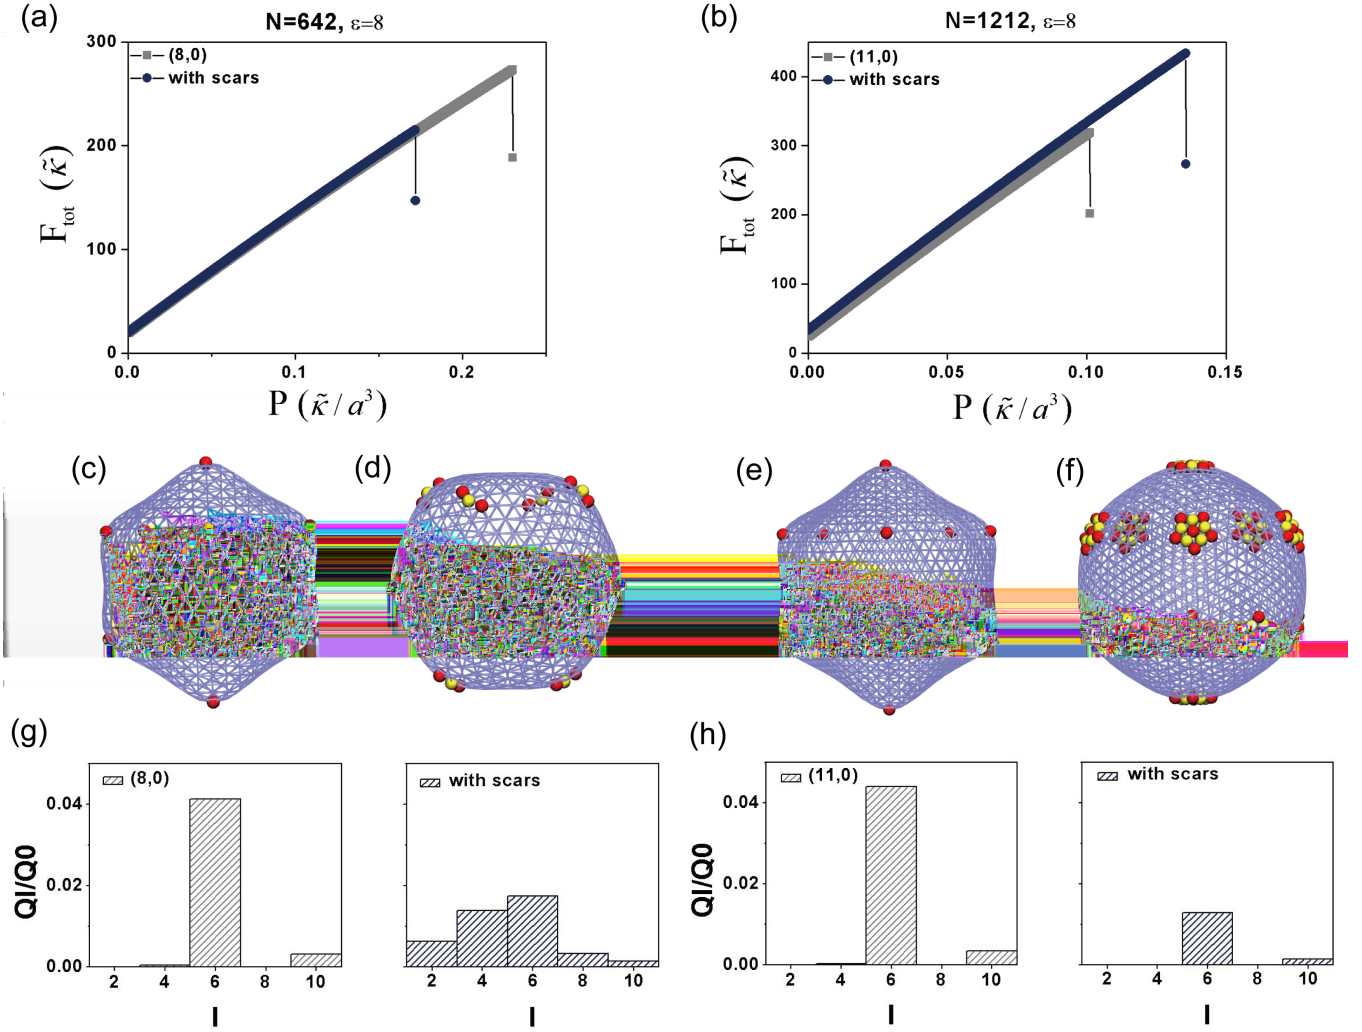 (a)
N=642, ε=8
(8,0)
with scars
300
200
100
0
0.0
0.1
0.2
F_tot (κ̃)
P (κ̃/a³)
(b)
N=1212, ε=8
(11,0)
with scars
400
300
200
100
0
0.00
0.05
0.10
0.15
F_tot (κ̃)
P (κ̃/a³)
(c)
(d)
(e)
(f)
(g)
(8,0)
0.04
0.02
0.00
2 4 6 8 10
QI/Q0
I
with scars
2 4 6 8 10
I
(h)
(11,0)
0.04
0.02
0.00
2 4 6 8 10
QI/Q0
I
with scars
2 4 6 8 10
I